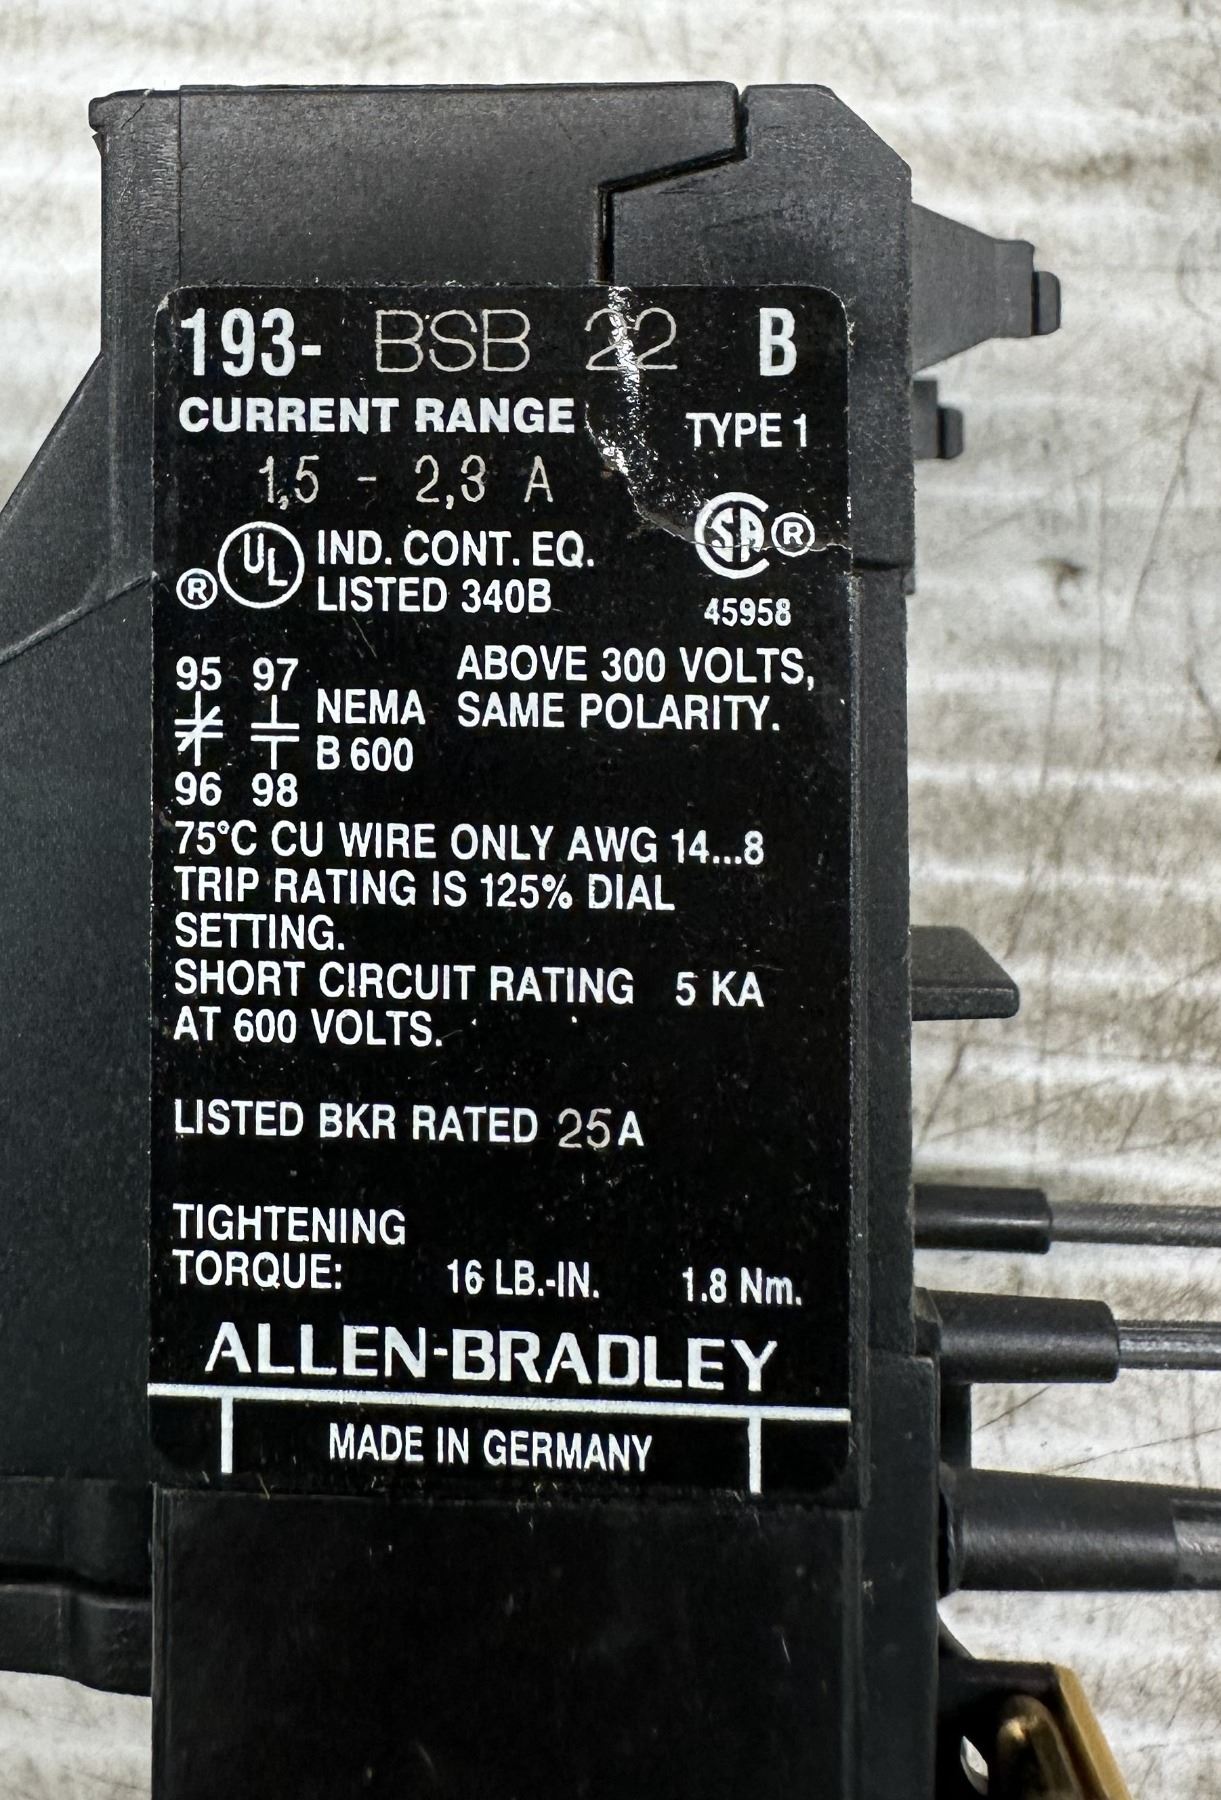 193- BSB 22 B
CURRENT RANGE
TYPE 1
1,5 - 2,3 A
UL® IND. CONT. EQ.
LISTED 340B
SA®
45958
95 97
NEMA
B 600
96 98
ABOVE 300 VOLTS,
SAME POLARITY.
75°C CU WIRE ONLY AWG 14...8
TRIP RATING IS 125% DIAL
SETTING.
SHORT CIRCUIT RATING 5 KA
AT 600 VOLTS.
LISTED BKR RATED 25A
TIGHTENING
TORQUE: 16 LB.-IN. 1.8 Nm.
ALLEN-BRADLEY
MADE IN GERMANY